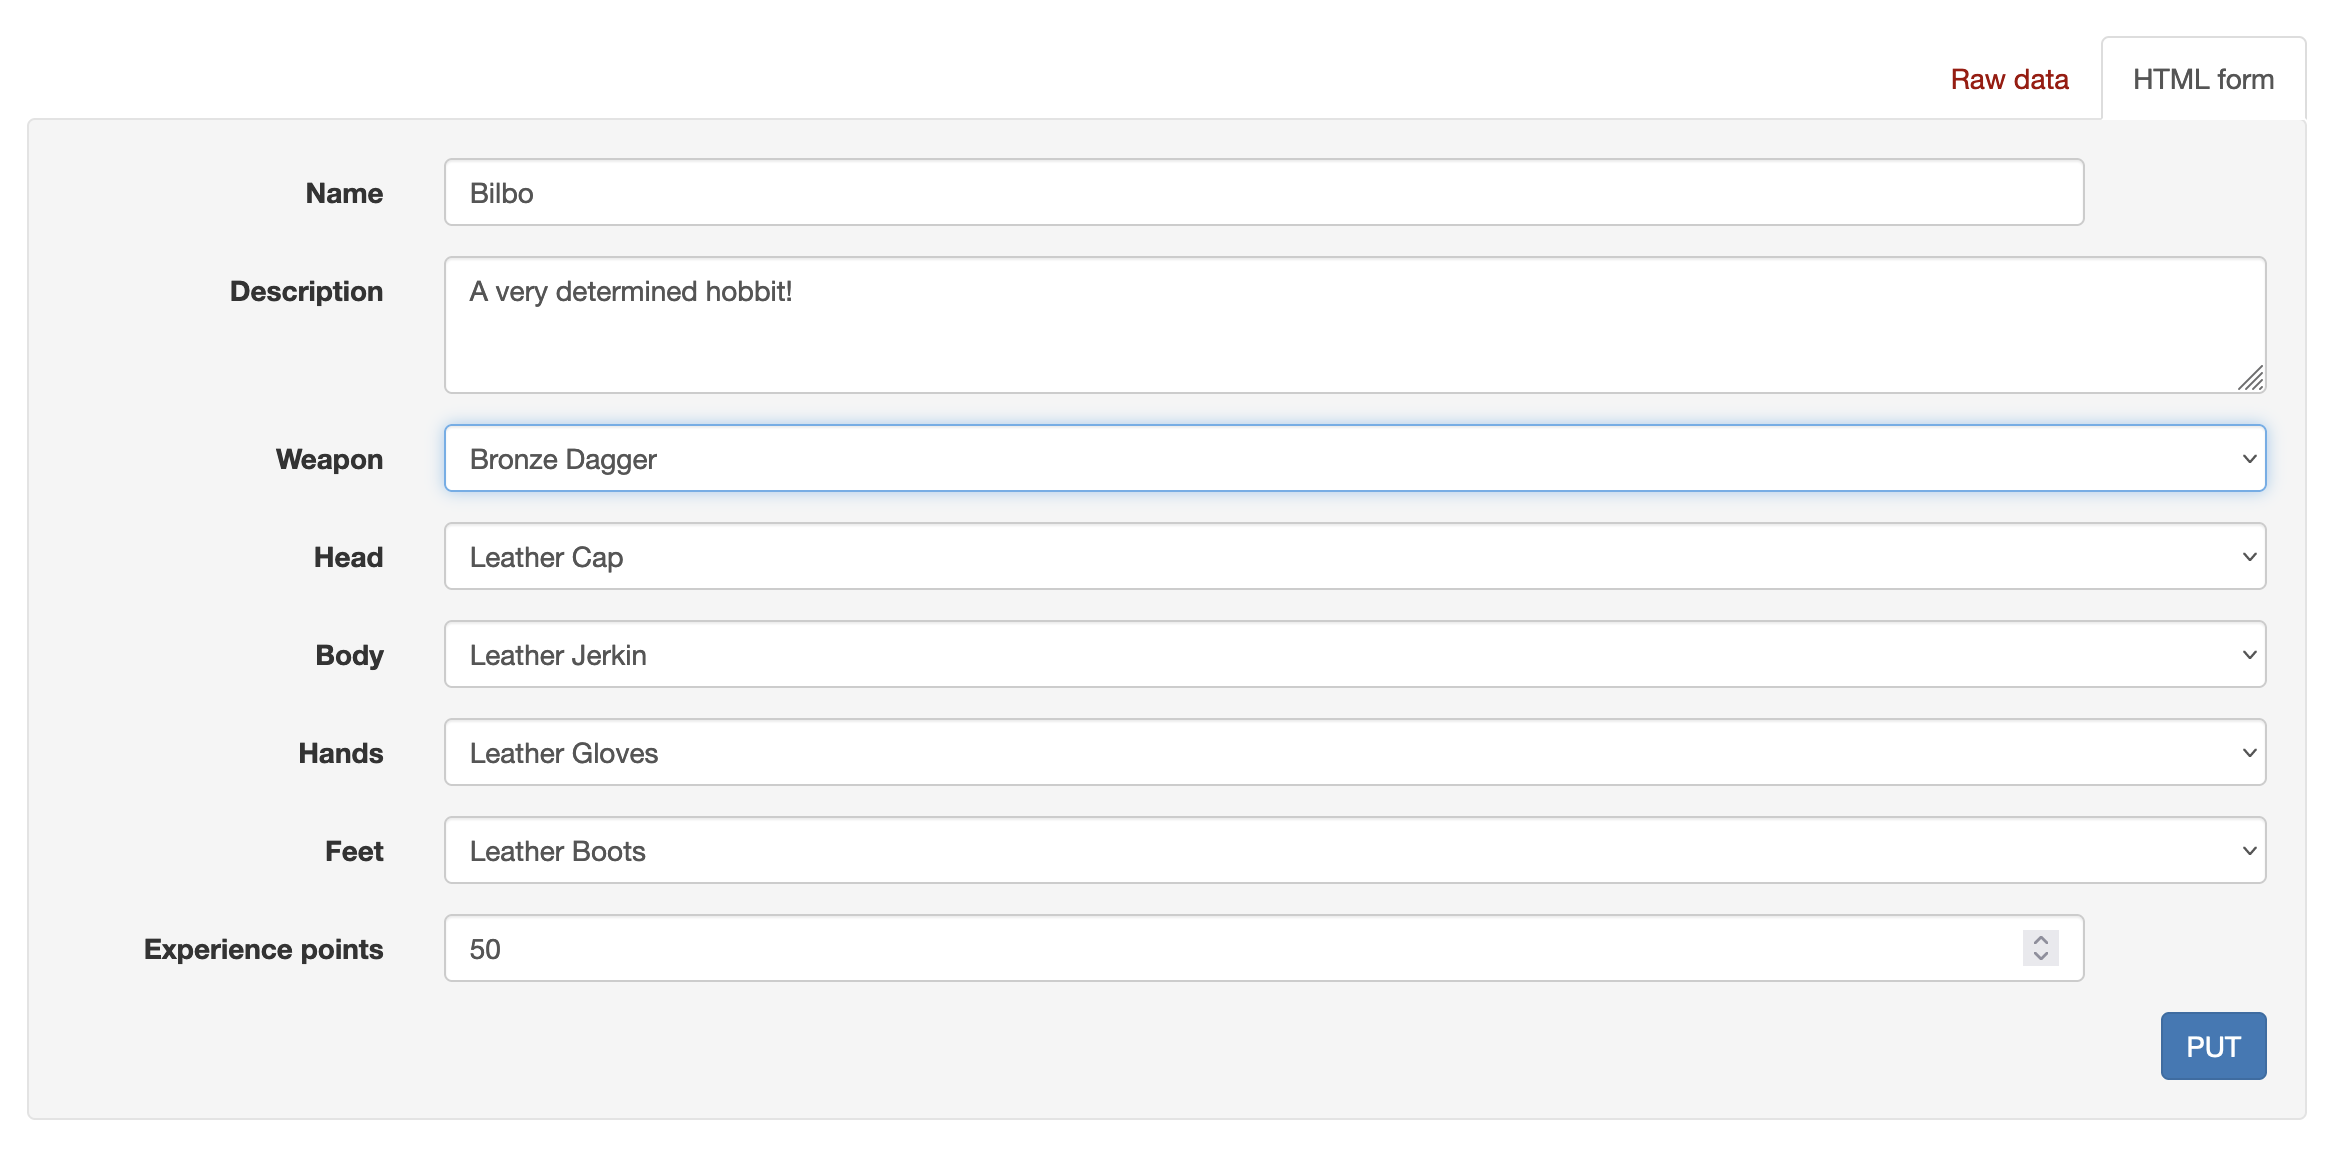 Raw data
HTML form
Name
Bilbo
Description
A very determined hobbit!
Weapon
Bronze Dagger
Head
Leather Cap
Body
Leather Jerkin
Hands
Leather Gloves
Feet
Leather Boots
Experience points
50
PUT